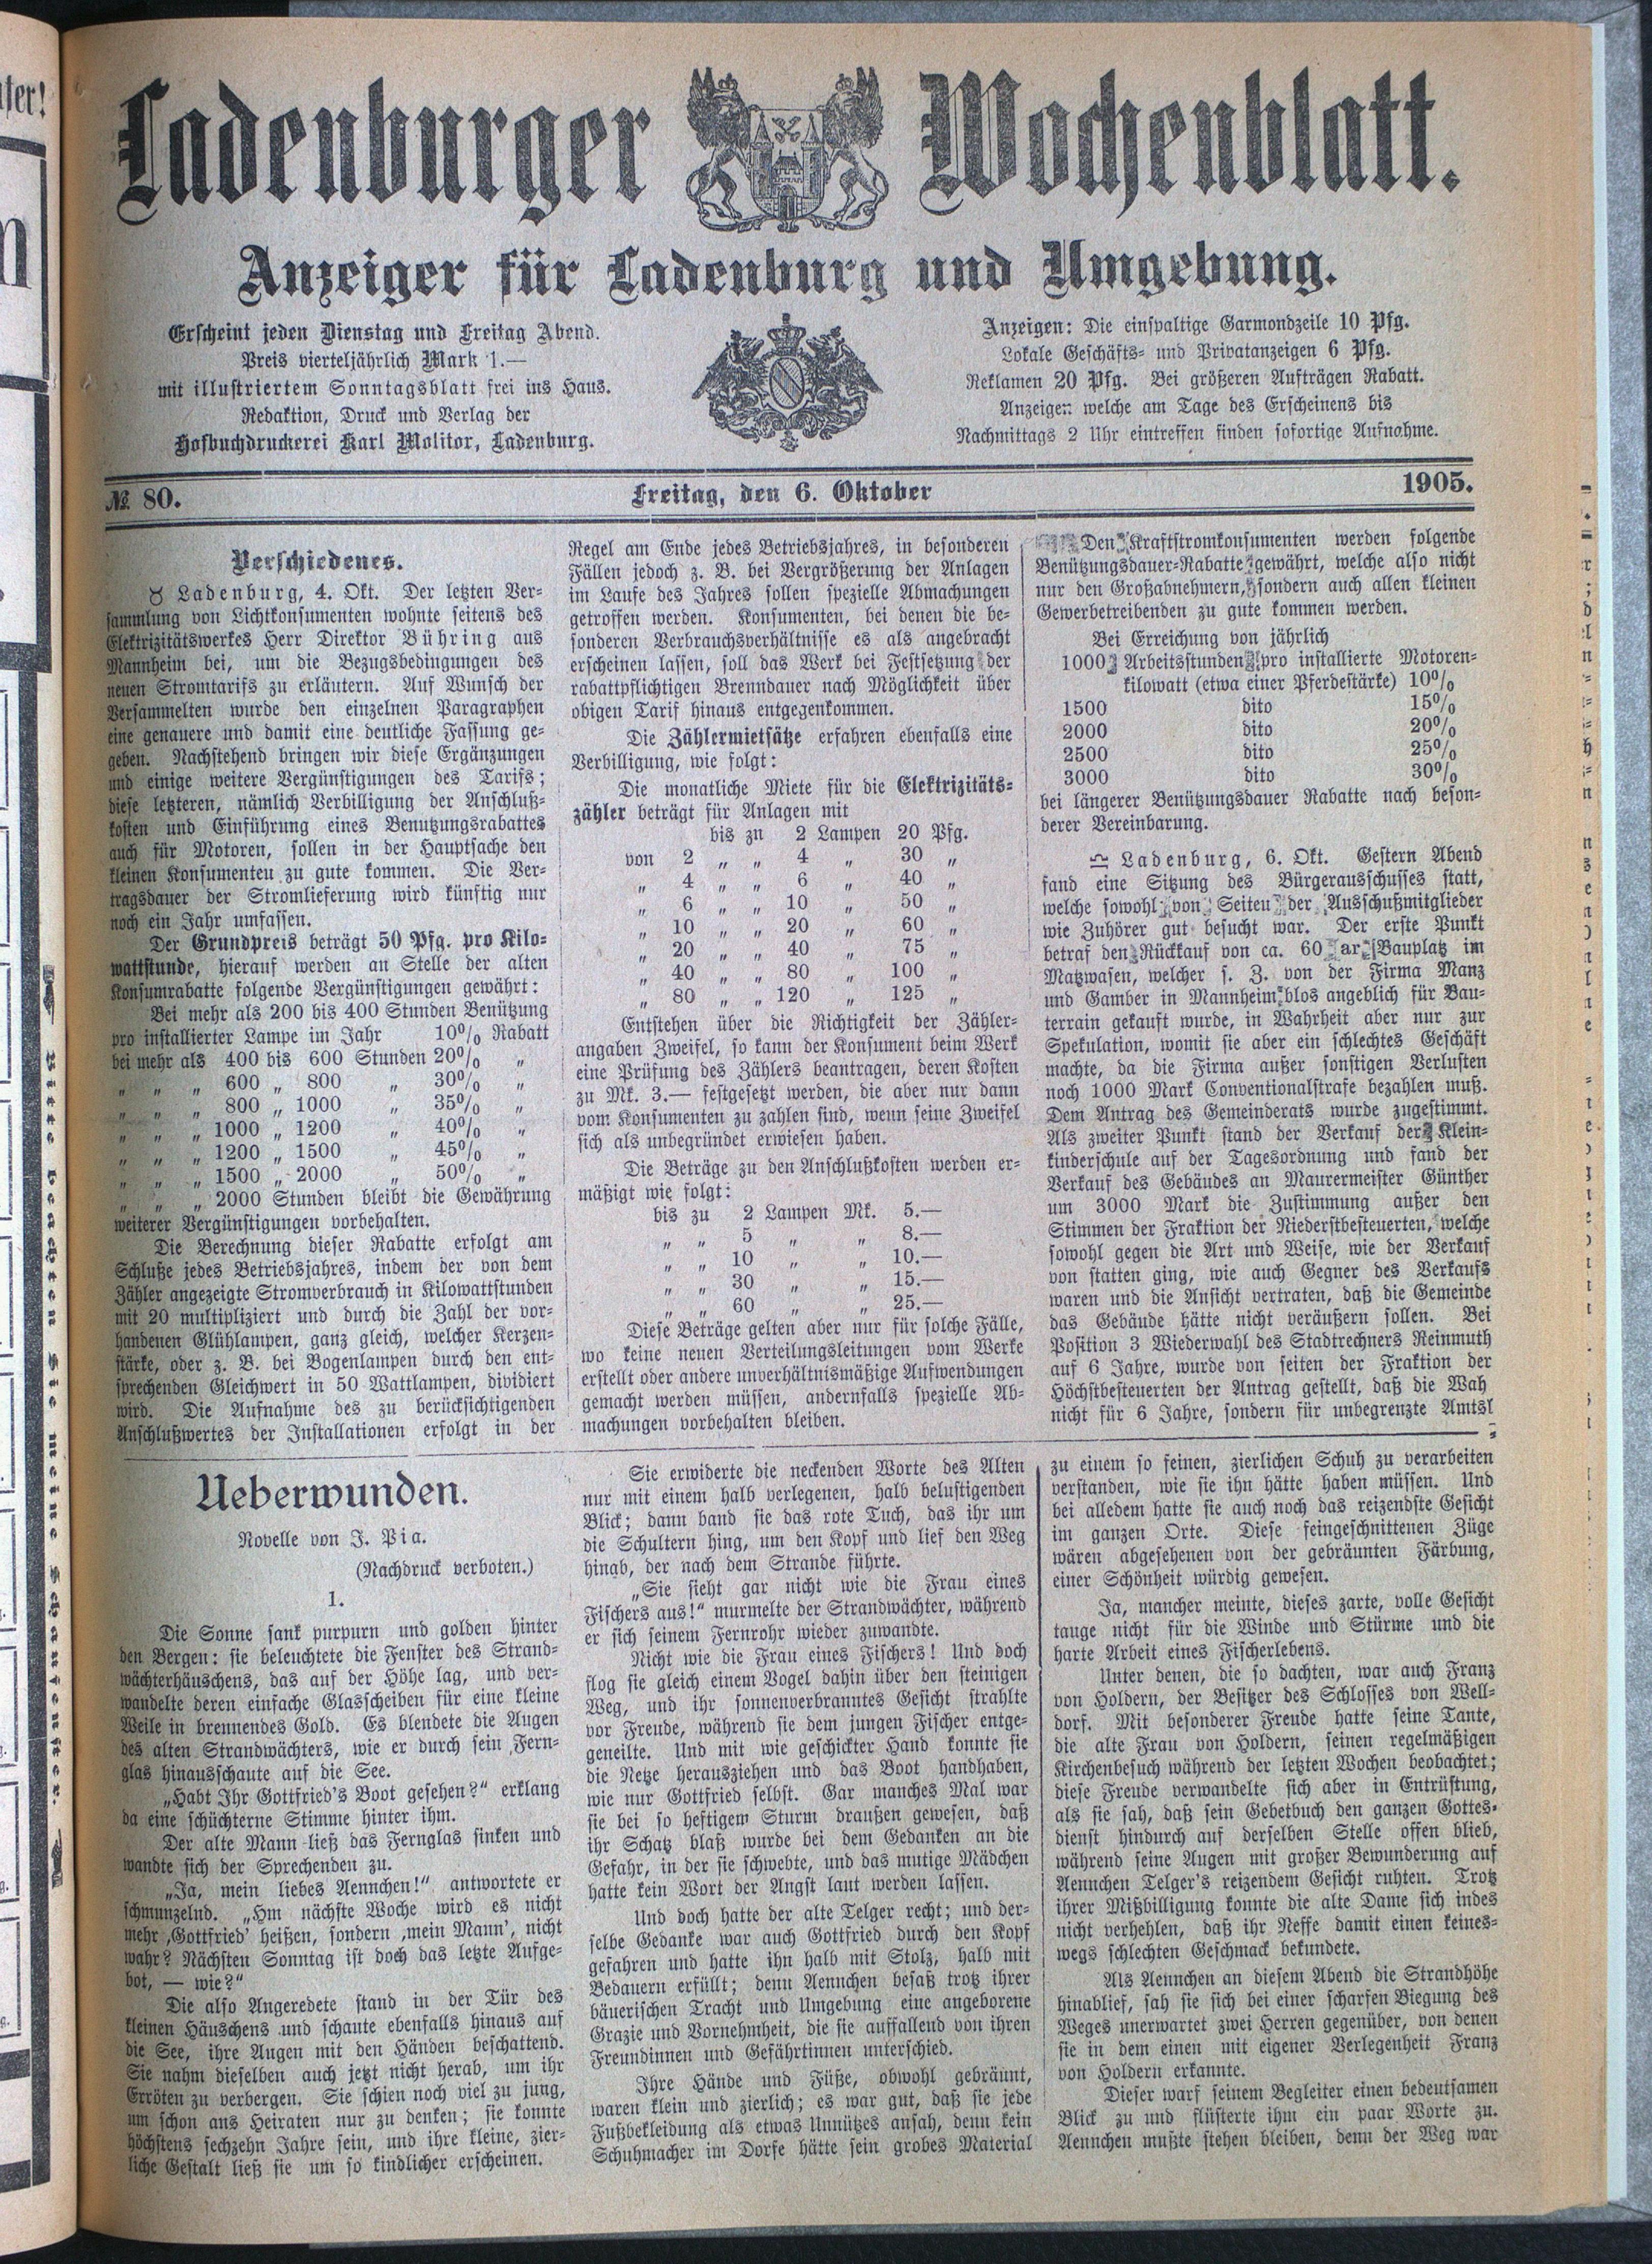 Ladenburger Wochenblatt.
Anzeiger für Ladenburg und Umgebung.
Erscheint jeden Dienstag und Freitag Abend.
Preis vierteljährlich Mark 1.—
mit illustriertem Sonntagsblatt frei ins Haus.
Redaktion, Druck und Verlag der
Hofbuchdruckerei Karl Molitor, Ladenburg.
Anzeigen: Die einspaltige Garmondzeile 10 Pfg.
Lokale Geschäfts- und Privatanzeigen 6 Pfg.
Reklamen 20 Pfg. Bei größeren Aufträgen Rabatt.
Anzeigen welche am Tage des Erscheinens bis
Nachmittags 2 Uhr eintreffen finden sofortige Aufnahme.
№ 80.
Freitag, den 6. Oktober
1905.
Verschiedenes.
Ladenburg, 4. Okt. Der letzten Ver-
sammlung von Lichtkonsumenten wohnte seitens des
Elektrizitätswerkes Herr Direktor Bühring aus
Mannheim bei, um die Bezugsbedingungen des
neuen Stromtarifs zu erläutern. Auf Wunsch der
Versammelten wurde den einzelnen Paragraphen
eine genauere und damit eine deutliche Fassung ge-
geben. Nachstehend bringen wir diese Ergänzungen
und einige weitere Vergünstigungen des Tarifs;
diese letzteren, nämlich Verbilligung der Anschluß-
kosten und Einführung eines Benutzungsrabattes
auch für Motoren, sollen in der Hauptsache den
kleinen Konsumenteu zu gute kommen. Die Ver-
tragsdauer der Stromlieferung wird künftig nur
noch ein Jahr umfassen.
Der Grundpreis beträgt 50 Pfg. pro Kilo-
wattstunde, hierauf werden an Stelle der alten
Konsumrabatte folgende Vergünstigungen gewährt:
Bei mehr als 200 bis 400 Stunden Benützung
pro installierter Lampe im Jahr 10% Rabatt
bei mehr als 400 bis 600 Stunden 20% „
„ „ „ 600 „ 800 „ 30% „
„ „ „ 800 „ 1000 „ 35% „
„ „ „ 1000 „ 1200 „ 40% „
„ „ „ 1200 „ 1500 „ 45% „
„ „ „ 1500 „ 2000 „ 50% „
„ „ „ 2000 Stunden bleibt die Gewährung
weiterer Vergünstigungen vorbehalten.
Die Berechnung dieser Rabatte erfolgt am
Schluße jedes Betriebsjahres, indem der von dem
Zähler angezeigte Stromverbrauch in Kilowattstunden
mit 20 multipliziert und durch die Zahl der vor-
handenen Glühlampen, ganz gleich, welcher Kerzen-
stärke, oder z. B. bei Bogenlampen durch den ent-
sprechenden Gleichwert in 50 Wattlampen, dividiert
wird. Die Aufnahme des zu berücksichtigenden
Anschlußwertes der Installationen erfolgt in der
Regel am Ende jedes Betriebsjahres, in besonderen
Fällen jedoch z. B. bei Vergrößerung der Anlagen
im Laufe des Jahres sollen spezielle Abmachungen
getroffen werden. Konsumenten, bei denen die be-
sonderen Verbrauchsverhältnisse es als angebracht
erscheinen lassen, soll das Werk bei Festsetzung der
rabattpflichtigen Brenndauer nach Möglichkeit über
obigen Tarif hinaus entgegenkommen.
Die Zählermietsätze erfahren ebenfalls eine
Verbilligung, wie folgt:
Die monatliche Miete für die Elektrizitäts-
zähler beträgt für Anlagen mit
bis zu 2 Lampen 20 Pfg.
von 2 „ „ 4 „ 30 „
„ 4 „ „ 6 „ 40 „
„ 6 „ „ 10 „ 50 „
„ 10 „ „ 20 „ 60 „
„ 20 „ „ 40 „ 75 „
„ 40 „ „ 80 „ 100 „
„ 80 „ „ 120 „ 125 „
Entstehen über die Richtigkeit der Zähler-
angaben Zweifel, so kann der Konsument beim Werk
eine Prüfung des Zählers beantragen, deren Kosten
zu Mk. 3.— festgesetzt werden, die aber nur dann
vom Konsumenten zu zahlen sind, wenn seine Zweifel
sich als unbegründet erwiesen haben.
Die Beträge zu den Anschlußkosten werden er-
mäßigt wie folgt:
bis zu 2 Lampen Mk. 5.—
„ „ 5 „ „ 8.—
„ „ 10 „ „ 10.—
„ „ 30 „ „ 15.—
„ „ 60 „ „ 25.—
Diese Beträge gelten aber nur für solche Fälle,
wo keine neuen Verteilungsleitungen vom Werke
erstellt oder andere unverhältnismäßige Aufwendungen
gemacht werden müssen, andernfalls spezielle Ab-
machungen vorbehalten bleiben.
Den Kraftstromkonsumenten werden folgende
Benützungsdauer-Rabatte gewährt, welche also nicht
nur den Großabnehmern, sondern auch allen kleinen
Gewerbetreibenden zu gute kommen werden.
Bei Erreichung von jährlich
1000 Arbeitsstunden pro installierte Motoren-
kilowatt (etwa einer Pferdestärke) 10%
1500 dito 15%
2000 dito 20%
2500 dito 25%
3000 dito 30%
bei längerer Benützungsdauer Rabatte nach beson-
derer Vereinbarung.
Ladenburg, 6. Okt. Gestern Abend
fand eine Sitzung des Bürgerausschusses statt,
welche sowohl von Seiteu der Ausschußmitglieder
wie Zuhörer gut besucht war. Der erste Punkt
betraf den Rückkauf von ca. 60 ar Bauplatz im
Matzwasen, welcher s. Z. von der Firma Manz
und Gamber in Mannheim blos angeblich für Bau-
terrain gekauft wurde, in Wahrheit aber nur zur
Spekulation, womit sie aber ein schlechtes Geschäft
machte, da die Firma außer sonstigen Verlusten
noch 1000 Mark Conventionalstrafe bezahlen muß.
Dem Antrag des Gemeinderats wurde zugestimmt.
Als zweiter Punkt stand der Verkauf der Klein-
kinderschule auf der Tagesordnung und fand der
Verkauf des Gebäudes an Maurermeister Günther
um 3000 Mark die Zustimmung außer den
Stimmen der Fraktion der Niederstbesteuerten, welche
sowohl gegen die Art und Weise, wie der Verkauf
von statten ging, wie auch Gegner des Verkaufs
waren und die Ansicht vertraten, daß die Gemeinde
das Gebäude hätte nicht veräußern sollen. Bei
Position 3 Wiederwahl des Stadtrechners Reinmuth
auf 6 Jahre, wurde von seiten der Fraktion der
Höchstbesteuerten der Antrag gestellt, daß die Wah
nicht für 6 Jahre, sondern für unbegrenzte Amtsl
Ueberwunden.
Novelle von J. Pia.
(Nachdruck verboten.)
1.
Die Sonne sank purpurn und golden hinter
den Bergen: sie beleuchtete die Fenster des Strand-
wächterhäuschens, das auf der Höhe lag, und ver-
wandelte deren einfache Glasscheiben für eine kleine
Weile in brennendes Gold. Es blendete die Augen
des alten Strandwächters, wie er durch sein Fern-
glas hinausschaute auf die See.
„Habt Ihr Gottfried's Boot gesehen?“ erklang
da eine schüchterne Stimme hinter ihm.
Der alte Mann ließ das Fernglas sinken und
wandte sich der Sprechenden zu.
„Ja, mein liebes Aennchen!“ antwortete er
schmunzelnd. „Hm nächste Woche wird es nicht
mehr ‚Gottfried' heißen, sondern ‚mein Mann', nicht
wahr? Nächsten Sonntag ist doch das letzte Aufge-
bot, — wie?“
Die also Angeredete stand in der Tür des
kleinen Häuschens und schaute ebenfalls hinaus auf
die See, ihre Augen mit den Händen beschattend.
Sie nahm dieselben auch jetzt nicht herab, um ihr
Erröten zu verbergen. Sie schien noch viel zu jung,
um schon ans Heiraten nur zu denken; sie konnte
höchstens sechzehn Jahre sein, und ihre kleine, zier-
liche Gestalt ließ sie um so kindlicher erscheinen.
Sie erwiderte die neckenden Worte des Alten
nur mit einem halb verlegenen, halb belustigenden
Blick; dann band sie das rote Tuch, das ihr um
die Schultern hing, um den Kopf und lief den Weg
hinab, der nach dem Strande führte.
„Sie sieht gar nicht wie die Frau eines
Fischers aus!“ murmelte der Strandwächter, während
er sich seinem Fernrohr wieder zuwandte.
Nicht wie die Frau eines Fischers! Und doch
flog sie gleich einem Vogel dahin über den steinigen
Weg, und ihr sonnenverbranntes Gesicht strahlte
vor Freude, während sie dem jungen Fischer entge-
geneilte. Und mit wie geschickter Hand konnte sie
die Netze herausziehen und das Boot handhaben,
wie nur Gottfried selbst. Gar manches Mal war
sie bei so heftigem Sturm draußen gewesen, daß
ihr Schatz blaß wurde bei dem Gedanken an die
Gefahr, in der sie schwebte, und das mutige Mädchen
hatte kein Wort der Angst laut werden lassen.
Und doch hatte der alte Telger recht; und der-
selbe Gedanke war auch Gottfried durch den Kopf
gefahren und hatte ihn halb mit Stolz, halb mit
Bedauern erfüllt; denn Aennchen besaß trotz ihrer
bäuerischen Tracht und Umgebung eine angeborene
Grazie und Vornehmheit, die sie auffallend von ihren
Freundinnen und Gefährtinnen unterschied.
Ihre Hände und Füße, obwohl gebräunt,
waren klein und zierlich; es war gut, daß sie jede
Fußbekleidung als etwas Unnützes ansah, denn kein
Schuhmacher im Dorfe hätte sein grobes Material
zu einem so feinen, zierlichen Schuh zu verarbeiten
verstanden, wie sie ihn hätte haben müssen. Und
bei alledem hatte sie auch noch das reizendste Gesicht
im ganzen Orte. Diese feingeschnittenen Züge
wären abgesehenen von der gebräunten Färbung,
einer Schönheit würdig gewesen.
Ja, mancher meinte, dieses zarte, volle Gesicht
tauge nicht für die Winde und Stürme und die
harte Arbeit eines Fischerlebens.
Unter denen, die so dachten, war auch Franz
von Holdern, der Besitzer des Schlosses von Well-
dorf. Mit besonderer Freude hatte seine Tante,
die alte Frau von Holdern, seinen regelmäßigen
Kirchenbesuch während der letzten Wochen beobachtet;
diese Freude verwandelte sich aber in Entrüstung,
als sie sah, daß sein Gebetbuch den ganzen Gottes-
dienst hindurch auf derselben Stelle offen blieb,
während seine Augen mit großer Bewunderung auf
Aennchen Telger's reizendem Gesicht ruhten. Trotz
ihrer Mißbilligung konnte die alte Dame sich indes
nicht verhehlen, daß ihr Neffe damit einen keines-
wegs schlechten Geschmack bekundete.
Als Aennchen an diesem Abend die Strandhöhe
hinablief, sah sie sich bei einer scharfen Biegung des
Weges unerwartet zwei Herren gegenüber, von denen
sie in dem einen mit eigener Verlegenheit Franz
von Holdern erkannte.
Dieser warf seinem Begleiter einen bedeutsamen
Blick zu und flüsterte ihm ein paar Worte zu.
Aennchen mußte stehen bleiben, denn der Weg war
Bitte beachten Sie meine Schaufenster.